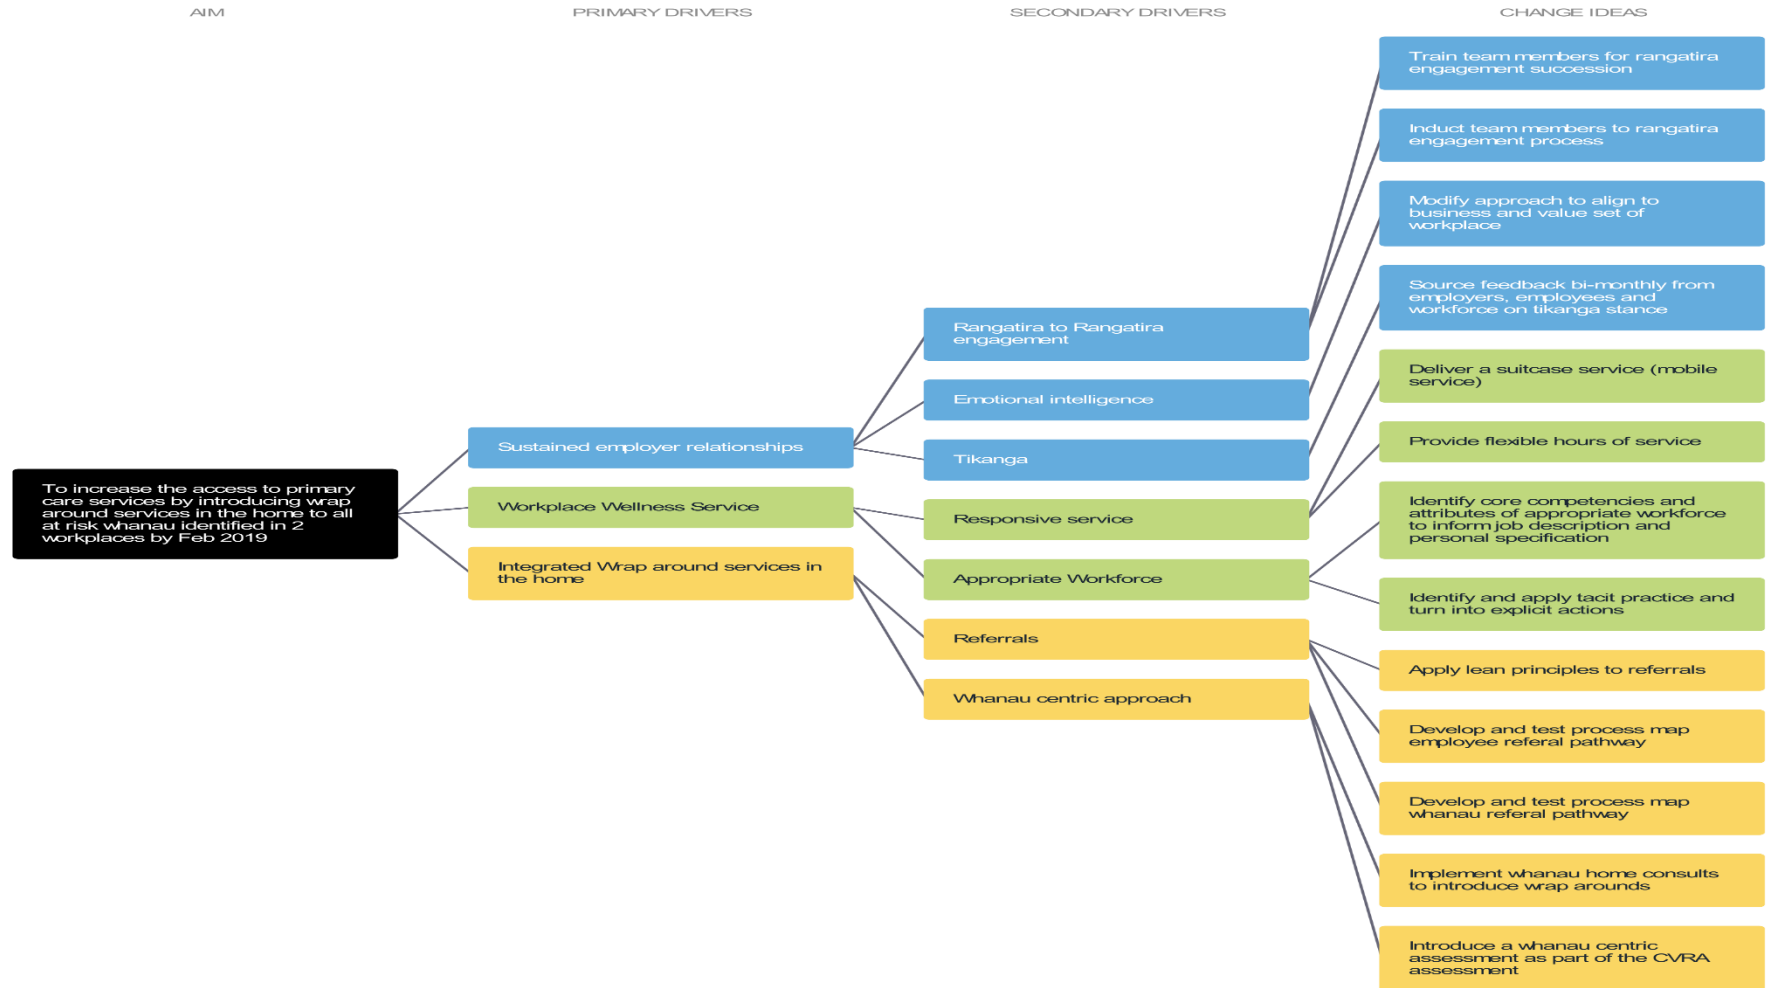 AIM
PRIMARY DRIVERS
SECONDARY DRIVERS
CHANGE IDEAS
To increase the access to primary
care services by introducing wrap
around services in the home to all
at risk whanau identified in 2
workplaces by Feb 2019
Sustained employer relationships
Workplace Wellness Service
Integrated Wrap around services in
the home
Rangatira to Rangatira
engagement
Emotional intelligence
Tikanga
Responsive service
Appropriate Workforce
Referrals
Whanau centric approach
Train team members for rangatira
engagement succession
Induct team members to rangatira
engagement process
Modify approach to align to
business and value set of
workplace
Source feedback bi-monthly from
employers, employees and
workforce on tikanga stance
Deliver a suitcase service (mobile
service)
Provide flexible hours of service
Identify core competencies and
attributes of appropriate workforce
to inform job description and
personal specification
Identify and apply tacit practice and
turn into explicit actions
Apply lean principles to referrals
Develop and test process map
employee referal pathway
Develop and test process map
whanau referal pathway
Implement whanau home consults
to introduce wrap arounds
Introduce a whanau centric
assessment as part of the CVRA
assessment